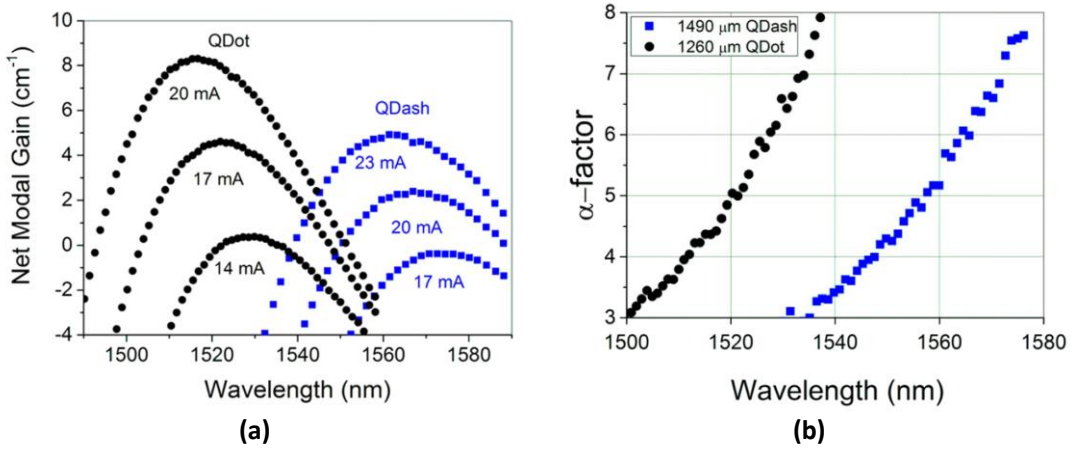 QDot
20 mA
17 mA
14 mA
QDash
23 mA
20 mA
17 mA
Net Modal Gain (cm⁻¹)
10
8
6
4
2
0
-2
-4
1500 1520 1540 1560 1580
Wavelength (nm)
(a)
1490 µm QDash
1260 µm QDot
α-factor
8
7
6
5
4
3
1500 1520 1540 1560 1580
Wavelength (nm)
(b)